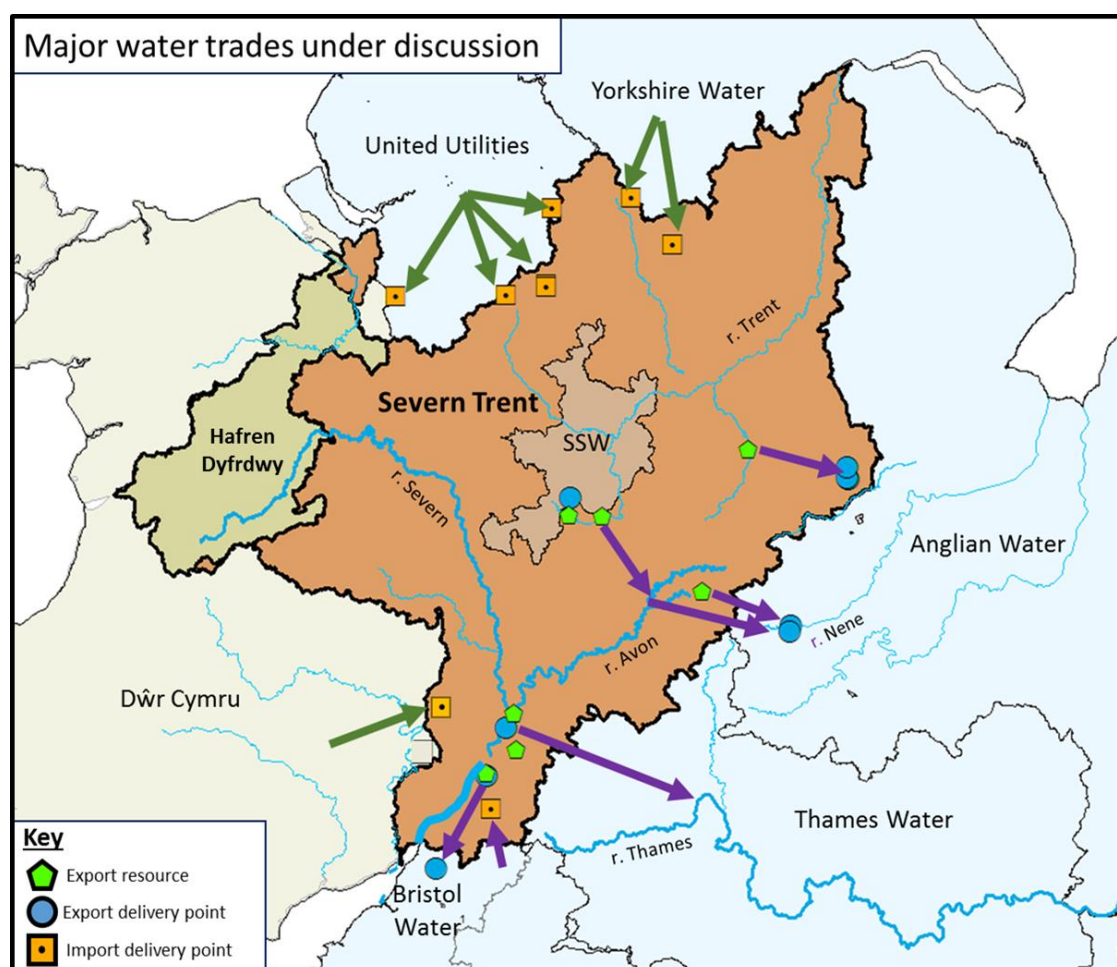 Major water trades under discussion
Yorkshire Water
United Utilities
r. Trent
Severn Trent
Hafren
Dyfrdwy
SSW
r. Severn
Anglian Water
r. Nene
r. Avon
Dŵr Cymru
Thames Water
r. Thames
Bristol
Water
Key
Export resource
Export delivery point
Import delivery point